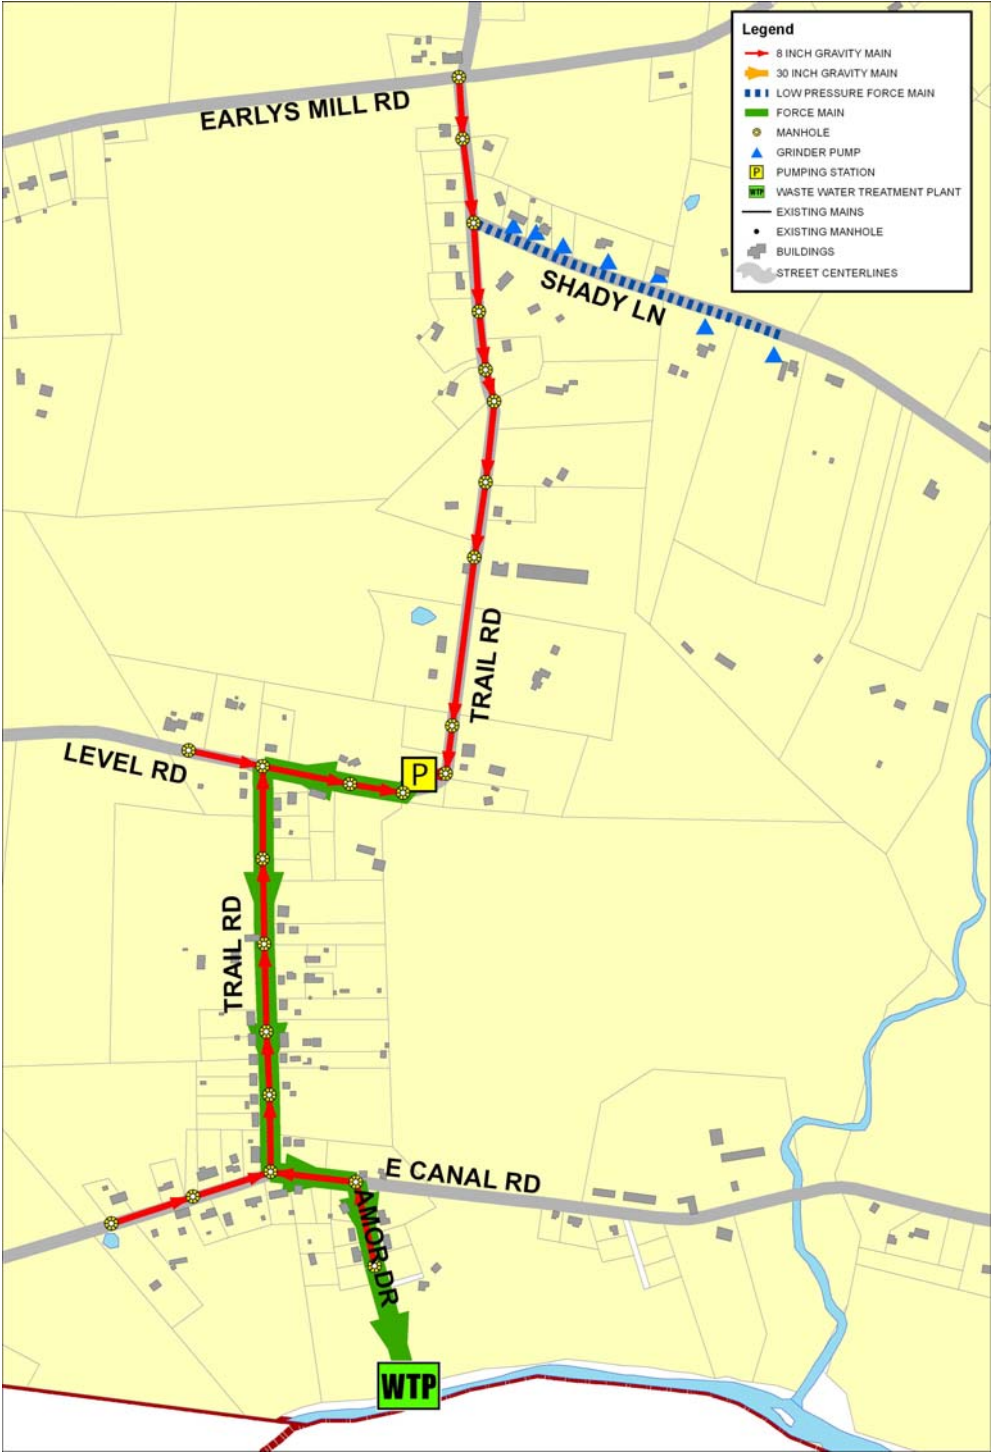 Legend
8 INCH GRAVITY MAIN
30 INCH GRAVITY MAIN
LOW PRESSURE FORCE MAIN
FORCE MAIN
MANHOLE
GRINDER PUMP
P PUMPING STATION
WTP WASTE WATER TREATMENT PLANT
EXISTING MAINS
EXISTING MANHOLE
BUILDINGS
STREET CENTERLINES
EARLYS MILL RD
SHADY LN
TRAIL RD
LEVEL RD
P
TRAIL RD
E CANAL RD
AMOR DR
WTP